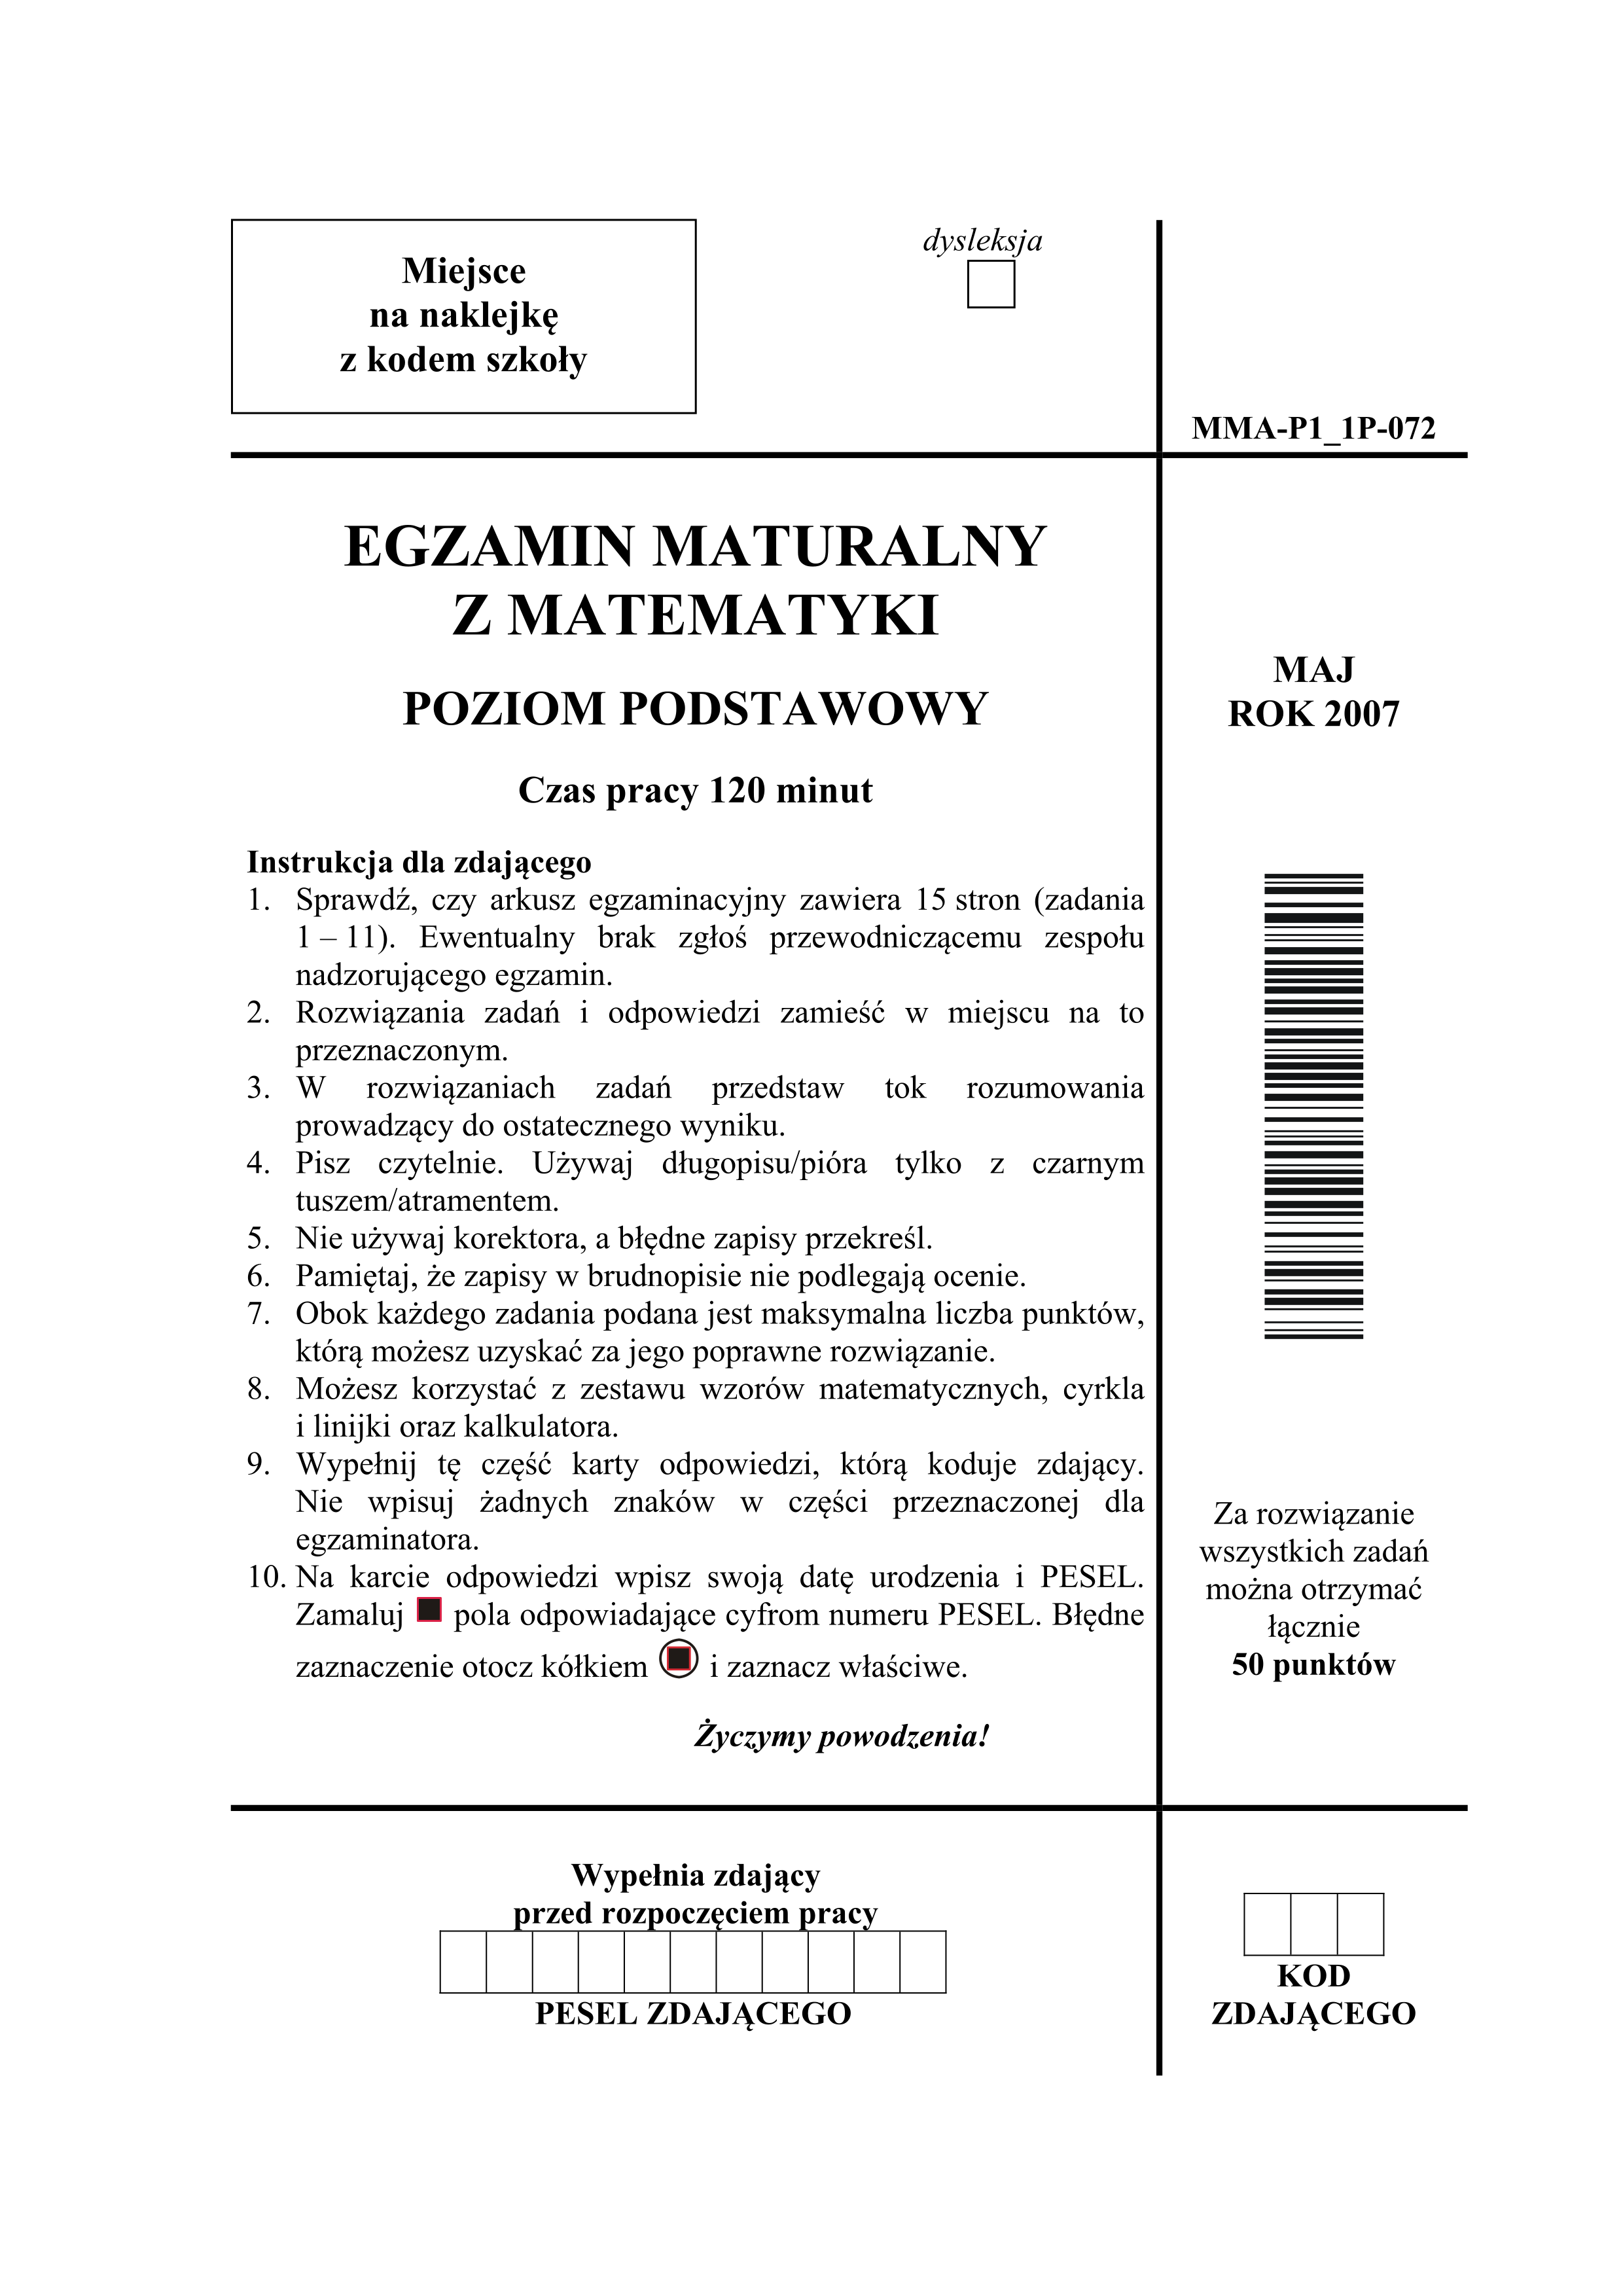 Miejsce
na naklejkę
z kodem szkoły
dysleksja
MMA-P1_1P-072
EGZAMIN MATURALNY
Z MATEMATYKI
POZIOM PODSTAWOWY
Czas pracy 120 minut
MAJ
ROK 2007
Instrukcja dla zdającego
1. Sprawdź, czy arkusz egzaminacyjny zawiera 15 stron (zadania
1 – 11). Ewentualny brak zgłoś przewodniczącemu zespołu
nadzorującego egzamin.
2. Rozwiązania zadań i odpowiedzi zamieść w miejscu na to
przeznaczonym.
3. W rozwiązaniach zadań przedstaw tok rozumowania
prowadzący do ostatecznego wyniku.
4. Pisz czytelnie. Używaj długopisu/pióra tylko z czarnym
tuszem/atramentem.
5. Nie używaj korektora, a błędne zapisy przekreśl.
6. Pamiętaj, że zapisy w brudnopisie nie podlegają ocenie.
7. Obok każdego zadania podana jest maksymalna liczba punktów,
którą możesz uzyskać za jego poprawne rozwiązanie.
8. Możesz korzystać z zestawu wzorów matematycznych, cyrkla
i linijki oraz kalkulatora.
9. Wypełnij tę część karty odpowiedzi, którą koduje zdający.
Nie wpisuj żadnych znaków w części przeznaczonej dla
egzaminatora.
10. Na karcie odpowiedzi wpisz swoją datę urodzenia i PESEL.
Zamaluj pola odpowiadające cyfrom numeru PESEL. Błędne
zaznaczenie otocz kółkiem i zaznacz właściwe.
Życzymy powodzenia!
Za rozwiązanie
wszystkich zadań
można otrzymać
łącznie
50 punktów
Wypełnia zdający
przed rozpoczęciem pracy
PESEL ZDAJĄCEGO
KOD
ZDAJĄCEGO